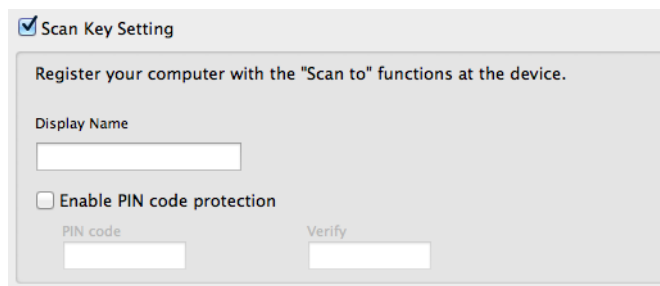 Scan Key Setting
Register your computer with the "Scan to" functions at the device.
Display Name
Enable PIN code protection
PIN code Verify